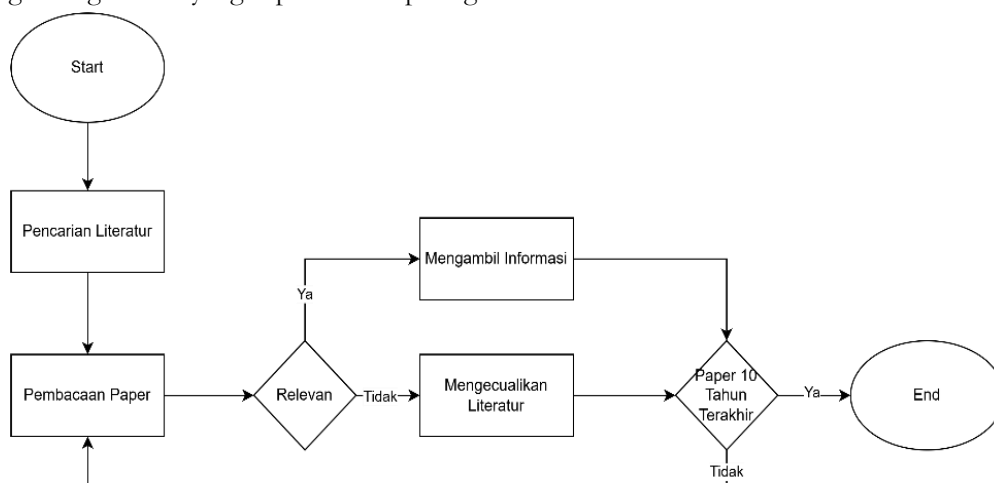 Start
Pencarian Literatur
Pembacaan Paper
Relevan
Ya
Mengambil Informasi
Tidak
Mengecualikan
Literatur
Paper 10
Tahun
Terakhir
Ya
End
Tidak